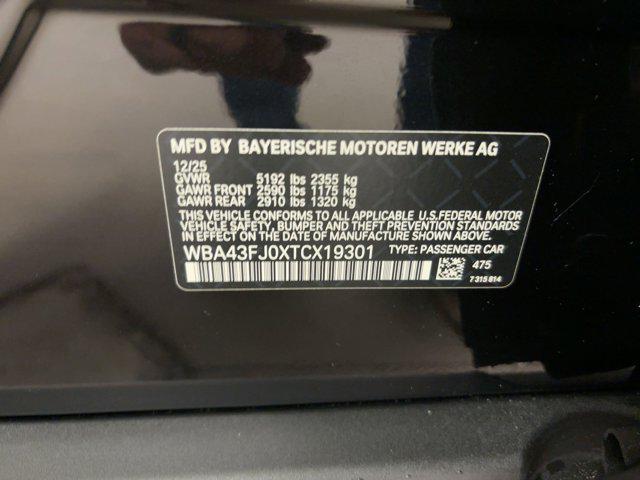 MFD BY BAYERISCHE MOTOREN WERKE AG
12/25
GVWR 5192 lbs 2355 kg
GAWR FRONT 2590 lbs 1175 kg
GAWR REAR 2910 lbs 1320 kg
THIS VEHICLE CONFORMS TO ALL APPLICABLE U.S.FEDERAL MOTOR
VEHICLE SAFETY, BUMPER AND THEFT PREVENTION STANDARDS
IN EFFECT ON THE DATE OF MANUFACTURE SHOWN ABOVE.
WBA43FJ0XTCX19301 TYPE: PASSENGER CAR
475
7 315 814